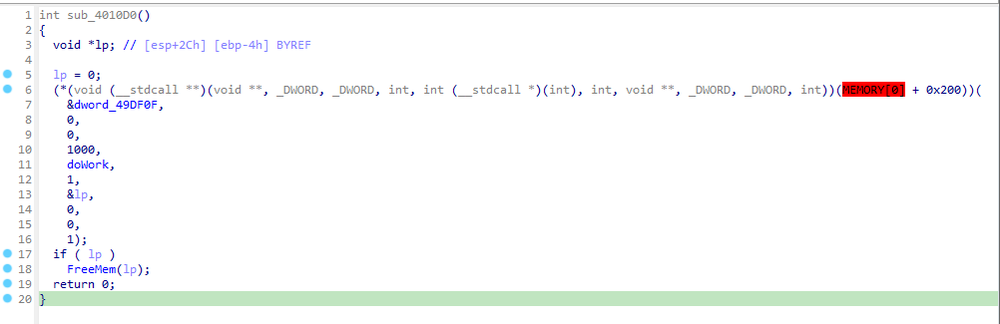 1 int sub_4010D0()
2 {
3 void *lp; // [esp+2Ch] [ebp-4h] BYREF
4
5 lp = 0;
6 (*(void (__stdcall **)(void **, _DWORD, _DWORD, int, int (__stdcall *)(int), int, void **, _DWORD, _DWORD, int))(MEMORY[0] + 0x200))(
7 &dword_49DF0F,
8 0,
9 0,
10 1000,
11 doWork,
12 1,
13 &lp,
14 0,
15 0,
16 1);
17 if ( lp )
18 FreeMem(lp);
19 return 0;
20 }